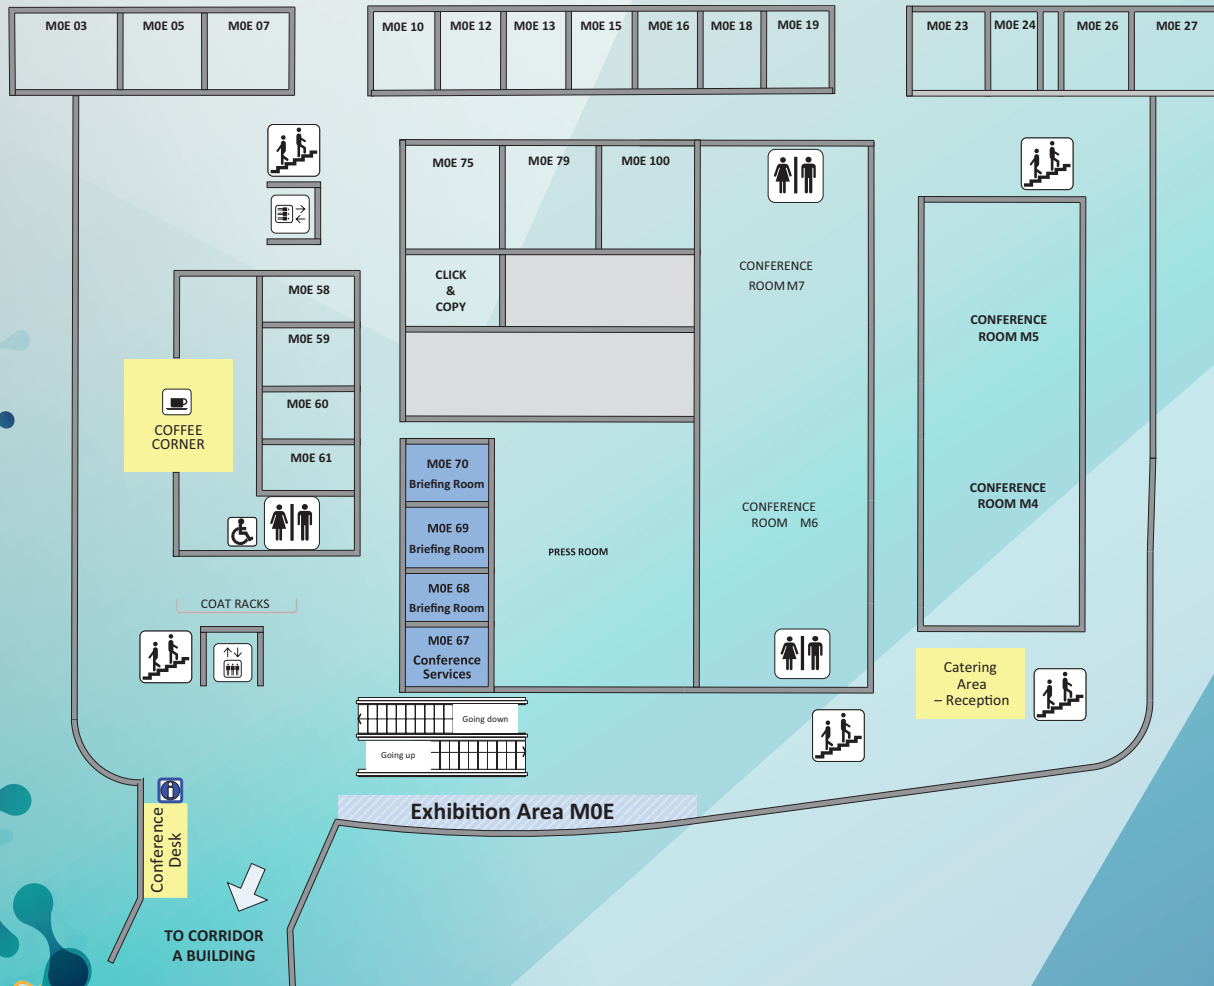 M0E 03
M0E 05
M0E 07
M0E 10
M0E 12
M0E 13
M0E 15
M0E 16
M0E 18
M0E 19
M0E 23
M0E 24
M0E 26
M0E 27
M0E 75
M0E 79
M0E 100
CLICK
&
COPY
CONFERENCE
ROOM M7
CONFERENCE
ROOM M5
M0E 58
M0E 59
M0E 60
M0E 61
COFFEE
CORNER
M0E 70
Briefing Room
M0E 69
Briefing Room
M0E 68
Briefing Room
M0E 67
Conference
Services
PRESS ROOM
CONFERENCE
ROOM M6
CONFERENCE
ROOM M4
COAT RACKS
Catering
Area
– Reception
Going down
Going up
Exhibition Area M0E
Conference
Desk
TO CORRIDOR
A BUILDING